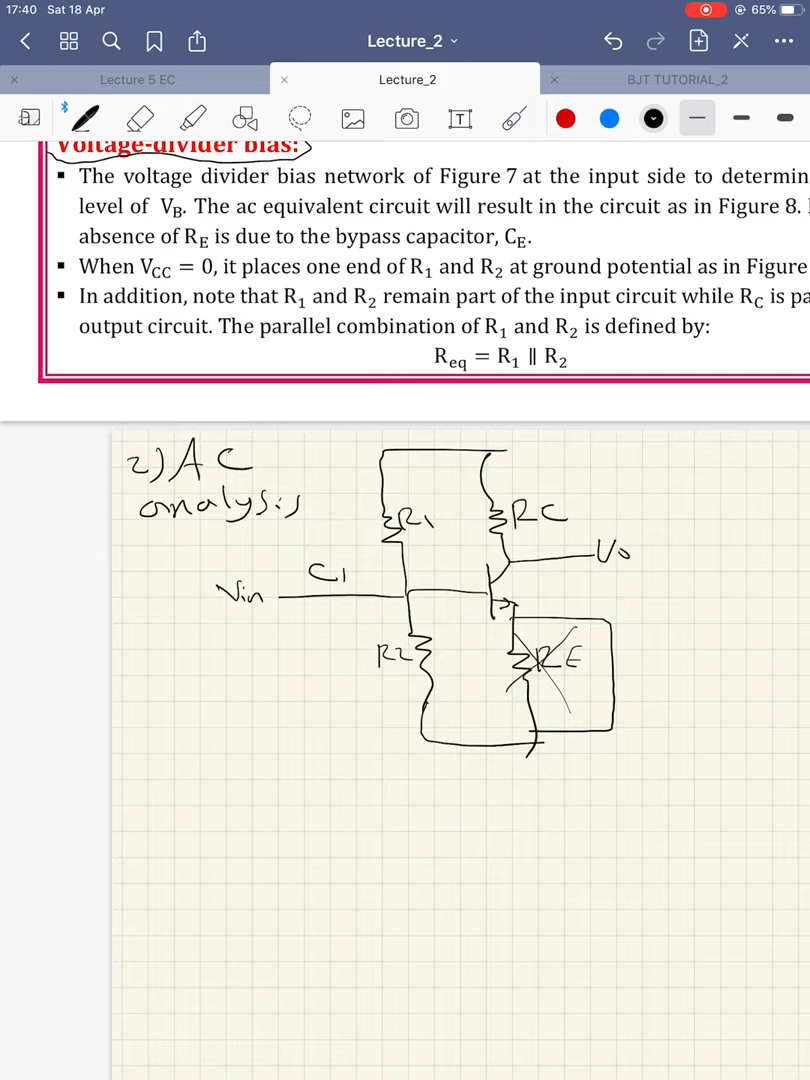 17:40 Sat 18 Apr
65%
Lecture_2
Lecture 5 EC
Lecture_2
BJT TUTORIAL_2
Voltage-divider bias:
▪ The voltage divider bias network of Figure 7 at the input side to determin
level of V_B. The ac equivalent circuit will result in the circuit as in Figure 8.
absence of R_E is due to the bypass capacitor, C_E.
▪ When V_CC = 0, it places one end of R_1 and R_2 at ground potential as in Figure
▪ In addition, note that R_1 and R_2 remain part of the input circuit while R_C is pa
output circuit. The parallel combination of R_1 and R_2 is defined by:
R_eq = R_1 ∥ R_2
2) AC
analysis
R1
RC
Vo
C1
Vin
R2
RE